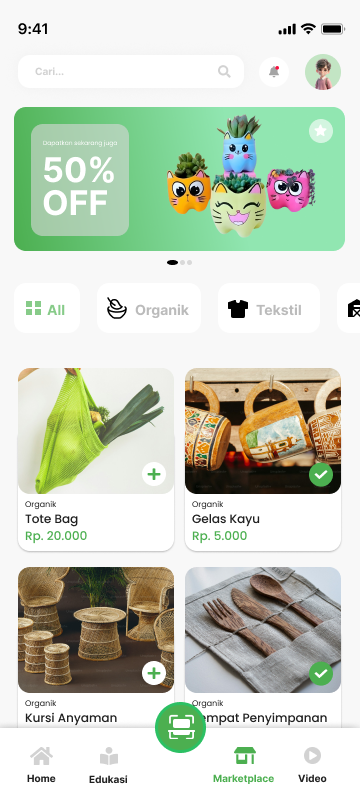 9:41
Cari...
Dapatkan sekarang juga
50%
OFF
All
Organik
Tekstil
Organik
Tote Bag
Rp. 20.000
Organik
Gelas Kayu
Rp. 5.000
Organik
Kursi Anyaman
Organik
empat Penyimpanan
Home
Edukasi
Marketplace
Video